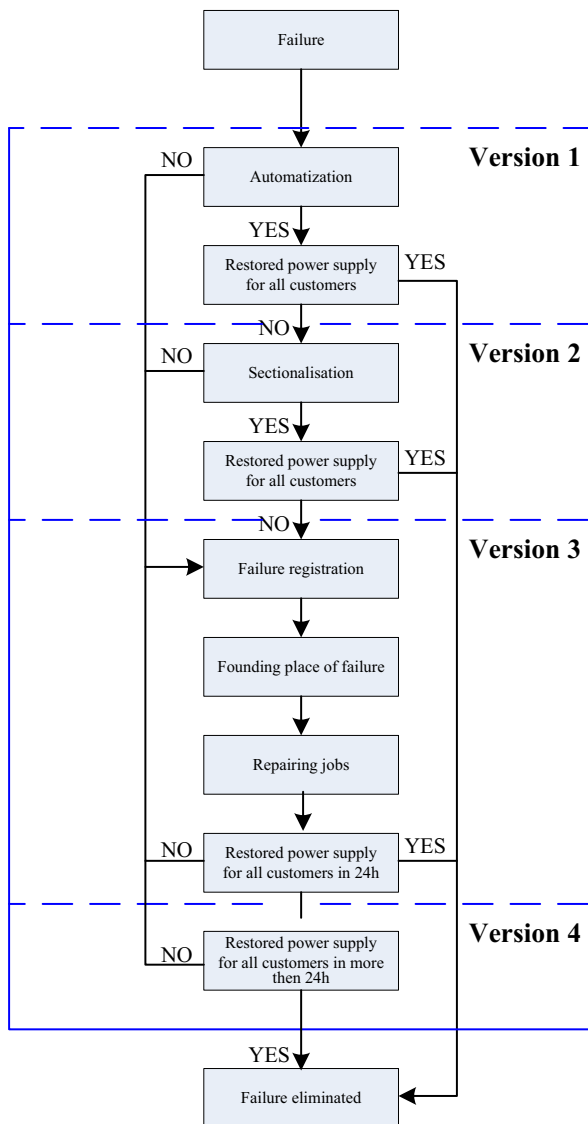 Failure
Version 1
NO
Automatization
YES
Restored power supply
for all customers
YES
NO
Version 2
NO
Sectionalisation
YES
Restored power supply
for all customers
YES
NO
Version 3
Failure registration
Founding place of failure
Repairing jobs
NO
Restored power supply
for all customers in 24h
YES
Version 4
NO
Restored power supply
for all customers in more
then 24h
YES
Failure eliminated